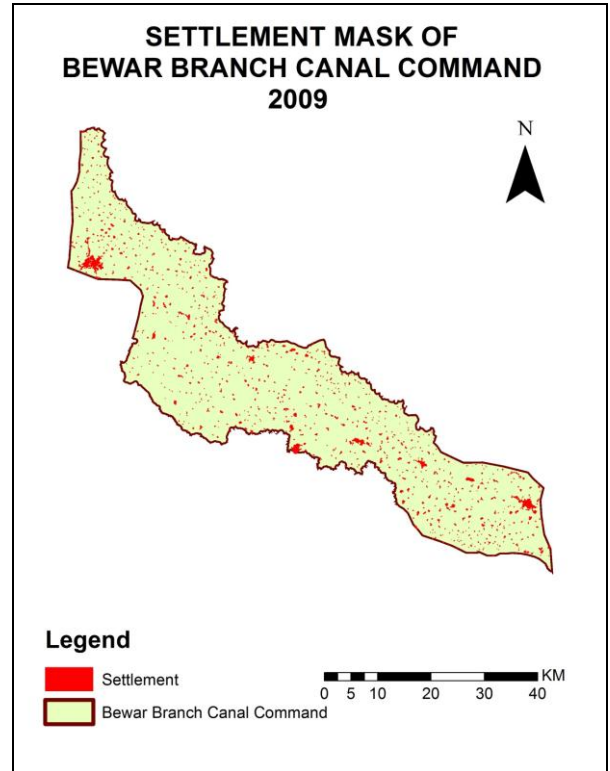 SETTLEMENT MASK OF
BEWAR BRANCH CANAL COMMAND
2009
N
Legend
Settlement
Bewar Branch Canal Command
KM
0 5 10 20 30 40